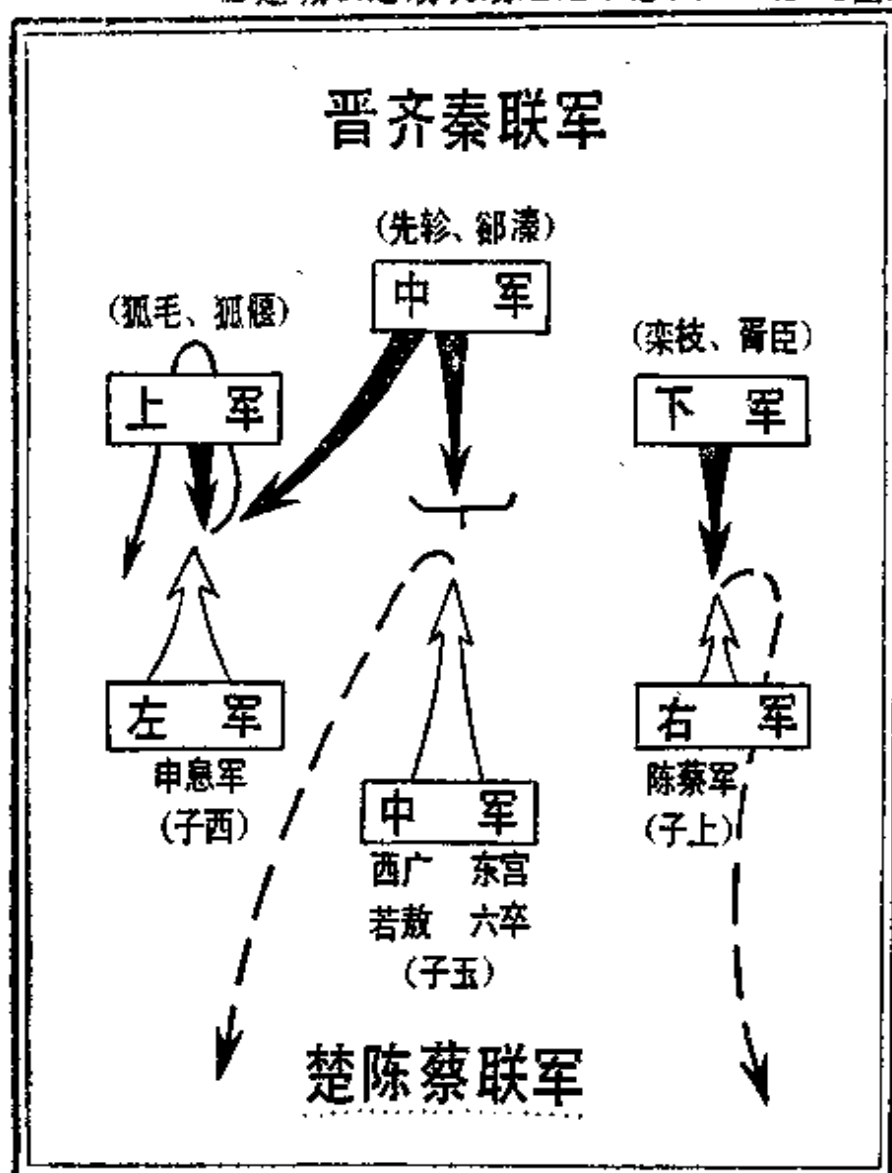 晋齐秦联军
(先轸、郤溱)
中 军
(狐毛、狐偃)
上 军
(栾枝、胥臣)
下 军
左 军
申息军
(子西)
右 军
陈蔡军
(子上)
中 军
西广 东宫
若敖 六卒
(子玉)
楚陈蔡联军